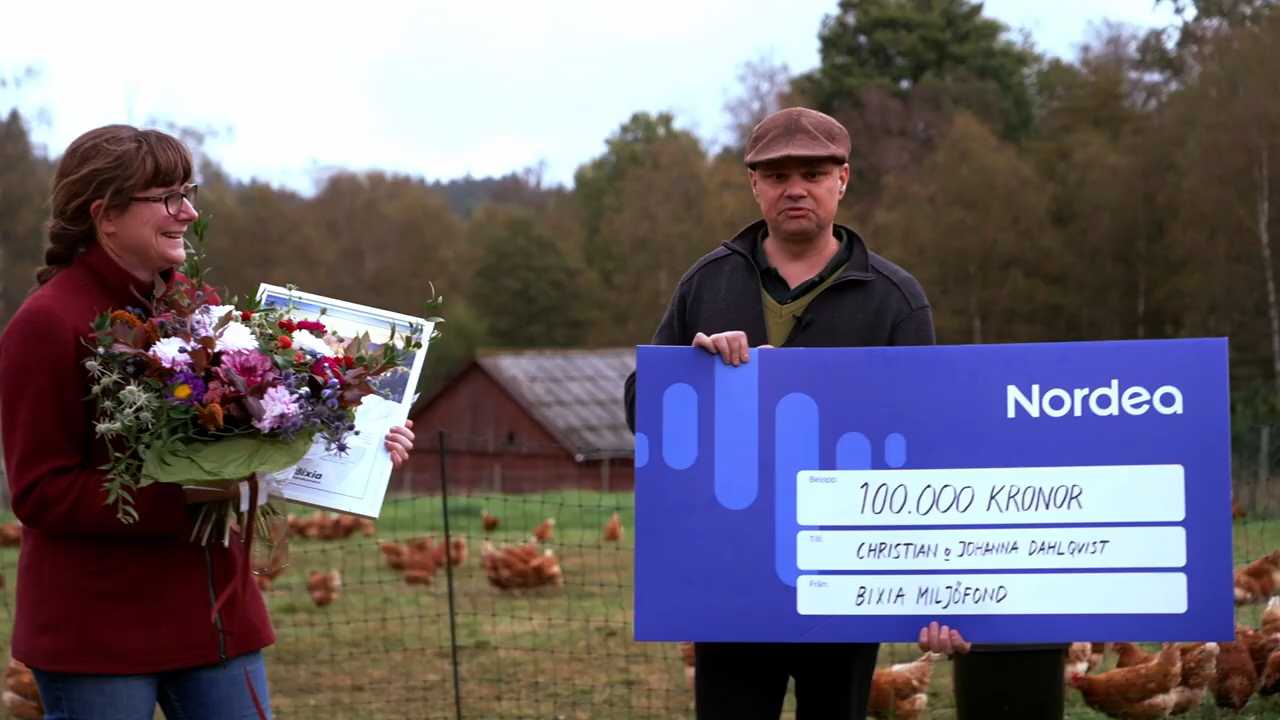 Nordea
Belopp:
100.000 KRONOR
Till:
CHRISTIAN o JOHANNA DAHLQVIST
Från:
BIXIA MILJÖFOND
Bixia